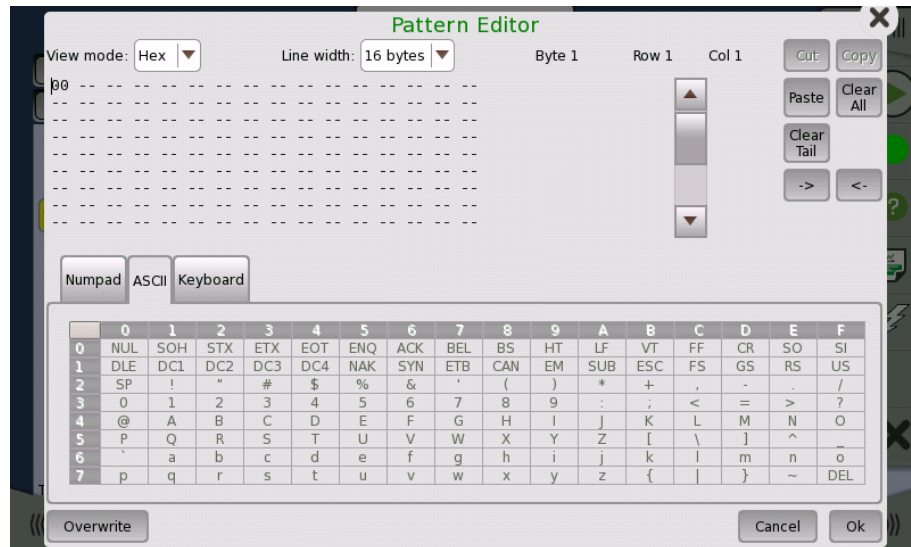 Pattern Editor
View mode: Hex Line width: 16 bytes Byte 1 Row 1 Col 1 Cut Copy
00 -- -- -- -- -- -- -- -- -- -- -- -- -- -- --
-- -- -- -- -- -- -- -- -- -- -- -- -- -- -- --
-- -- -- -- -- -- -- -- -- -- -- -- -- -- -- --
-- -- -- -- -- -- -- -- -- -- -- -- -- -- -- --
-- -- -- -- -- -- -- -- -- -- -- -- -- -- -- --
-- -- -- -- -- -- -- -- -- -- -- -- -- -- -- --
-- -- -- -- -- -- -- -- -- -- -- -- -- -- -- --
-- -- -- -- -- -- -- -- -- -- -- -- -- -- -- --
-- -- -- -- -- -- -- -- -- -- -- -- -- -- -- --
Paste Clear All
Clear Tail
-> <-
Numpad ASCII Keyboard
0 1 2 3 4 5 6 7 8 9 A B C D E F
0 NUL SOH STX ETX EOT ENQ ACK BEL BS HT LF VT FF CR SO SI
1 DLE DC1 DC2 DC3 DC4 NAK SYN ETB CAN EM SUB ESC FS GS RS US
2 SP ! " # $ % & ' ( ) * + , - . /
3 0 1 2 3 4 5 6 7 8 9 : ; < = > ?
4 @ A B C D E F G H I J K L M N O
5 P Q R S T U V W X Y Z [ \ ] ^ _
6 ` a b c d e f g h i j k l m n o
7 p q r s t u v w x y z { | } ~ DEL
Overwrite Cancel Ok